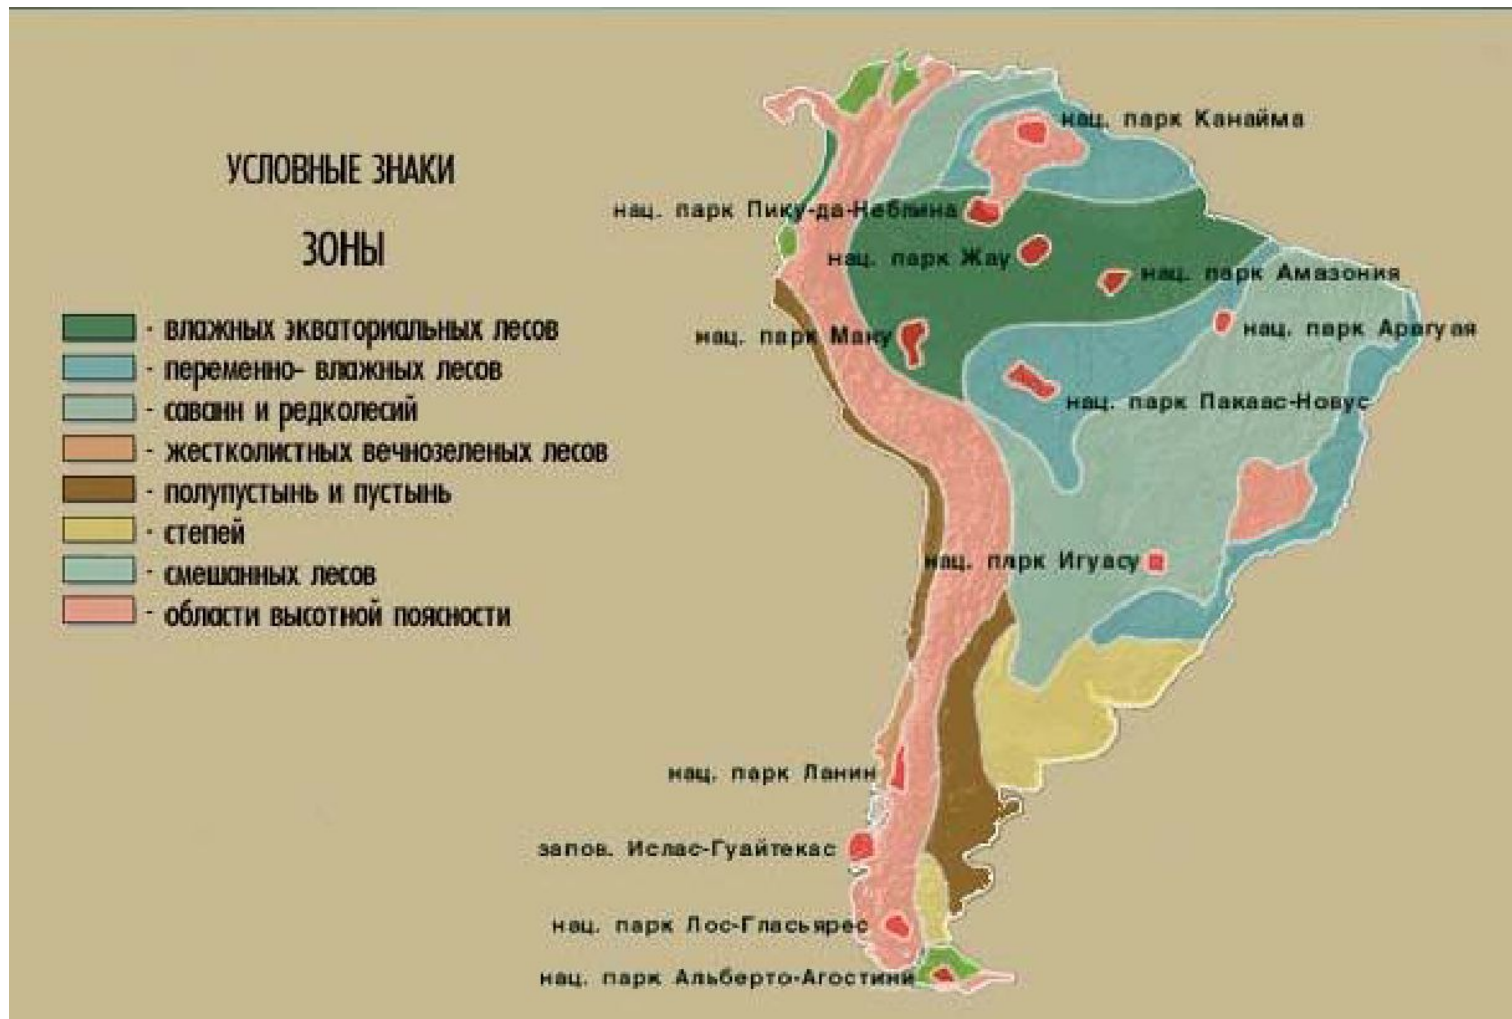 УСЛОВНЫЕ ЗНАКИ
ЗОНЫ
- влажных экваториальных лесов
- переменно- влажных лесов
- саванн и редколесий
- жестколистных вечнозеленых лесов
- полупустынь и пустынь
- степей
- смешанных лесов
- области высотной поясности
нац. парк Канайма
нац. парк Пику-да-Неблина
нац. парк Жау
нац. парк Амазония
нац. парк Арагуая
нац. парк Ману
нац. парк Пакаас-Новус
нац. парк Игуасу
нац. парк Ланин
запов. Ислас-Гуайтекас
нац. парк Лос-Гласьярес
нац. парк Альберто-Агостини